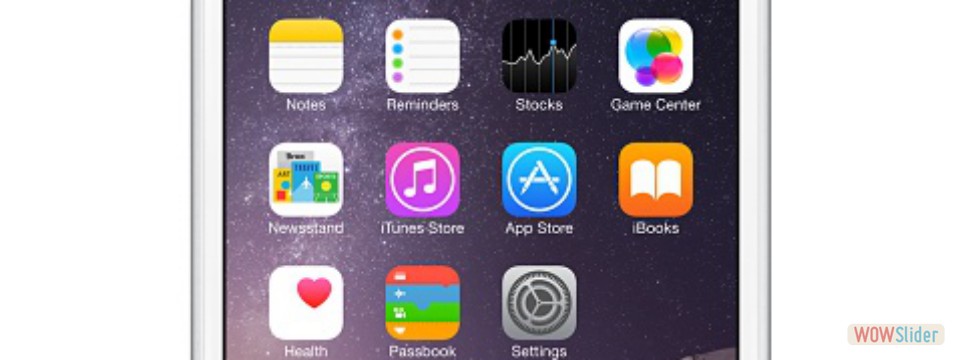 Notes Reminders Stocks Game Center
Newsstand iTunes Store App Store iBooks
Health Passbook Settings
WOWSlider